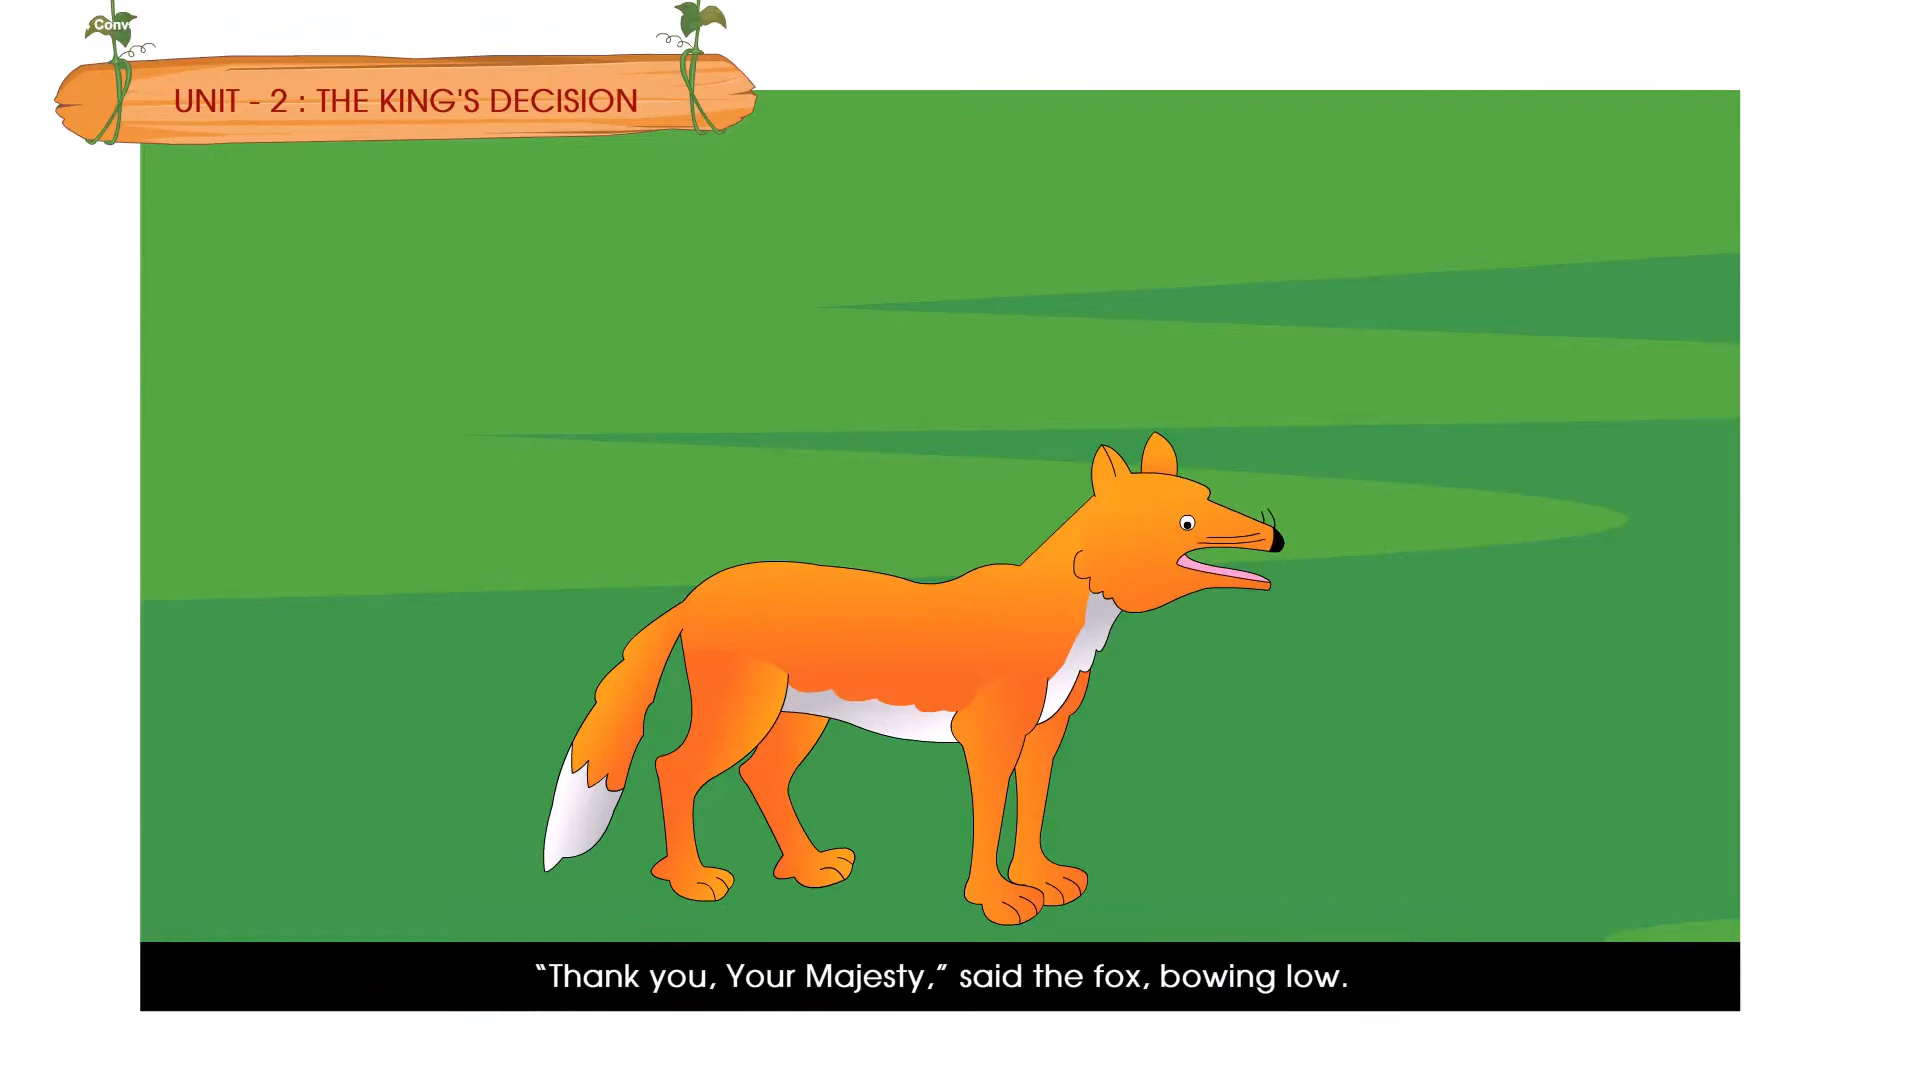 UNIT - 2 : THE KING'S DECISION
“Thank you, Your Majesty,” said the fox, bowing low.